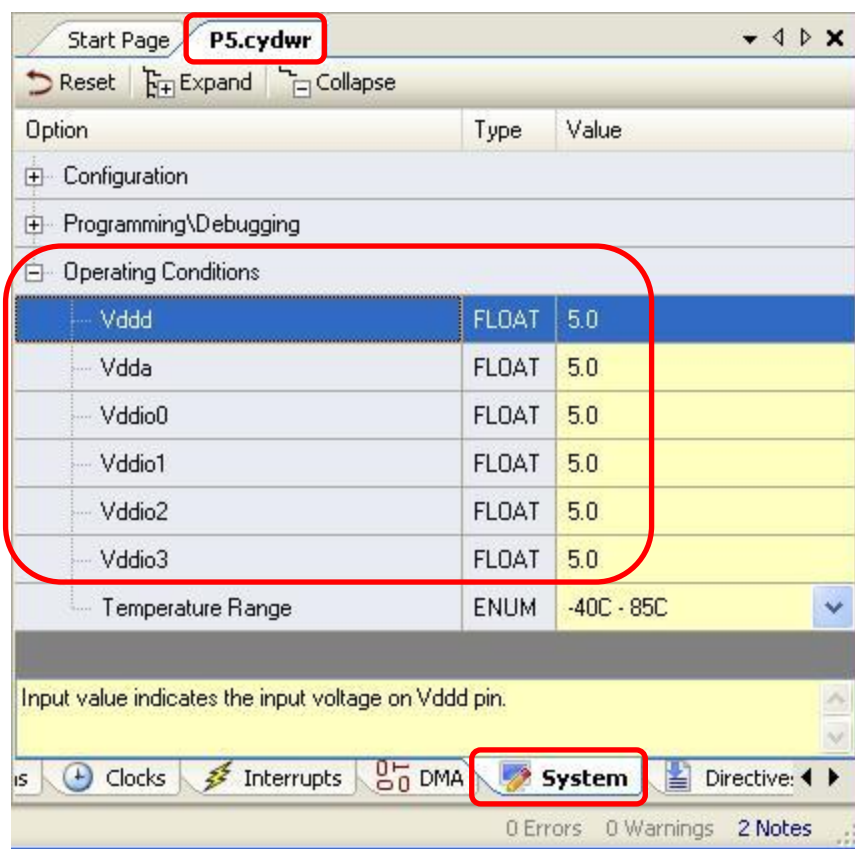 Start Page P5.cydwr
Reset Expand Collapse
Option Type Value
Configuration
Programming\Debugging
Operating Conditions
Vddd FLOAT 5.0
Vdda FLOAT 5.0
Vddio0 FLOAT 5.0
Vddio1 FLOAT 5.0
Vddio2 FLOAT 5.0
Vddio3 FLOAT 5.0
Temperature Range ENUM -40C - 85C
Input value indicates the input voltage on Vddd pin.
s Clocks Interrupts DMA System Directive:
0 Errors 0 Warnings 2 Notes